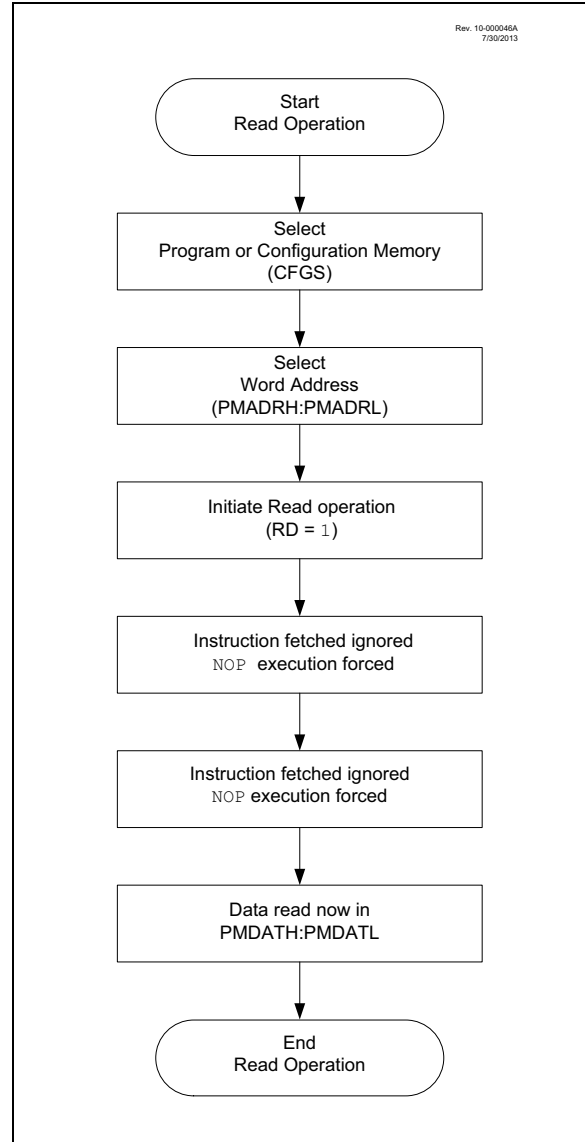 Rev. 10-000046A
7/30/2013
Start
Read Operation
Select
Program or Configuration Memory
(CFGS)
Select
Word Address
(PMADRH:PMADRL)
Initiate Read operation
(RD = 1)
Instruction fetched ignored
NOP execution forced
Instruction fetched ignored
NOP execution forced
Data read now in
PMDATH:PMDATL
End
Read Operation